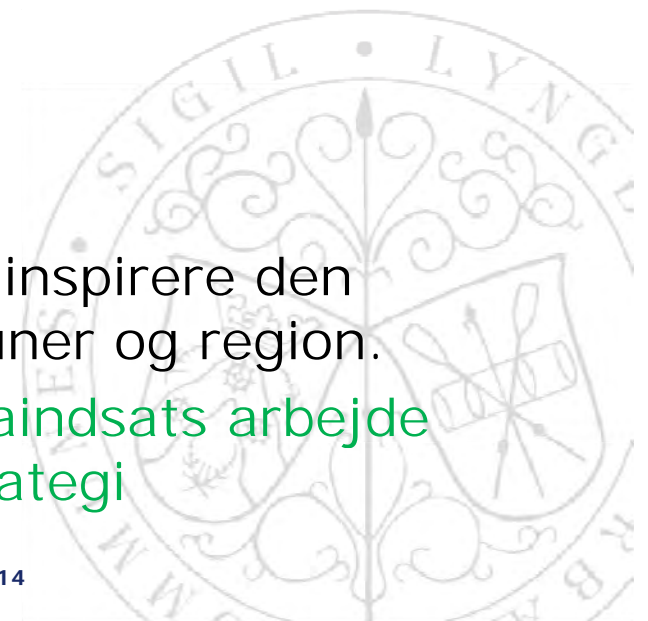 SIGIL • LYNG
inspirere den
uner og region.
aindsats arbejde
ategi
14